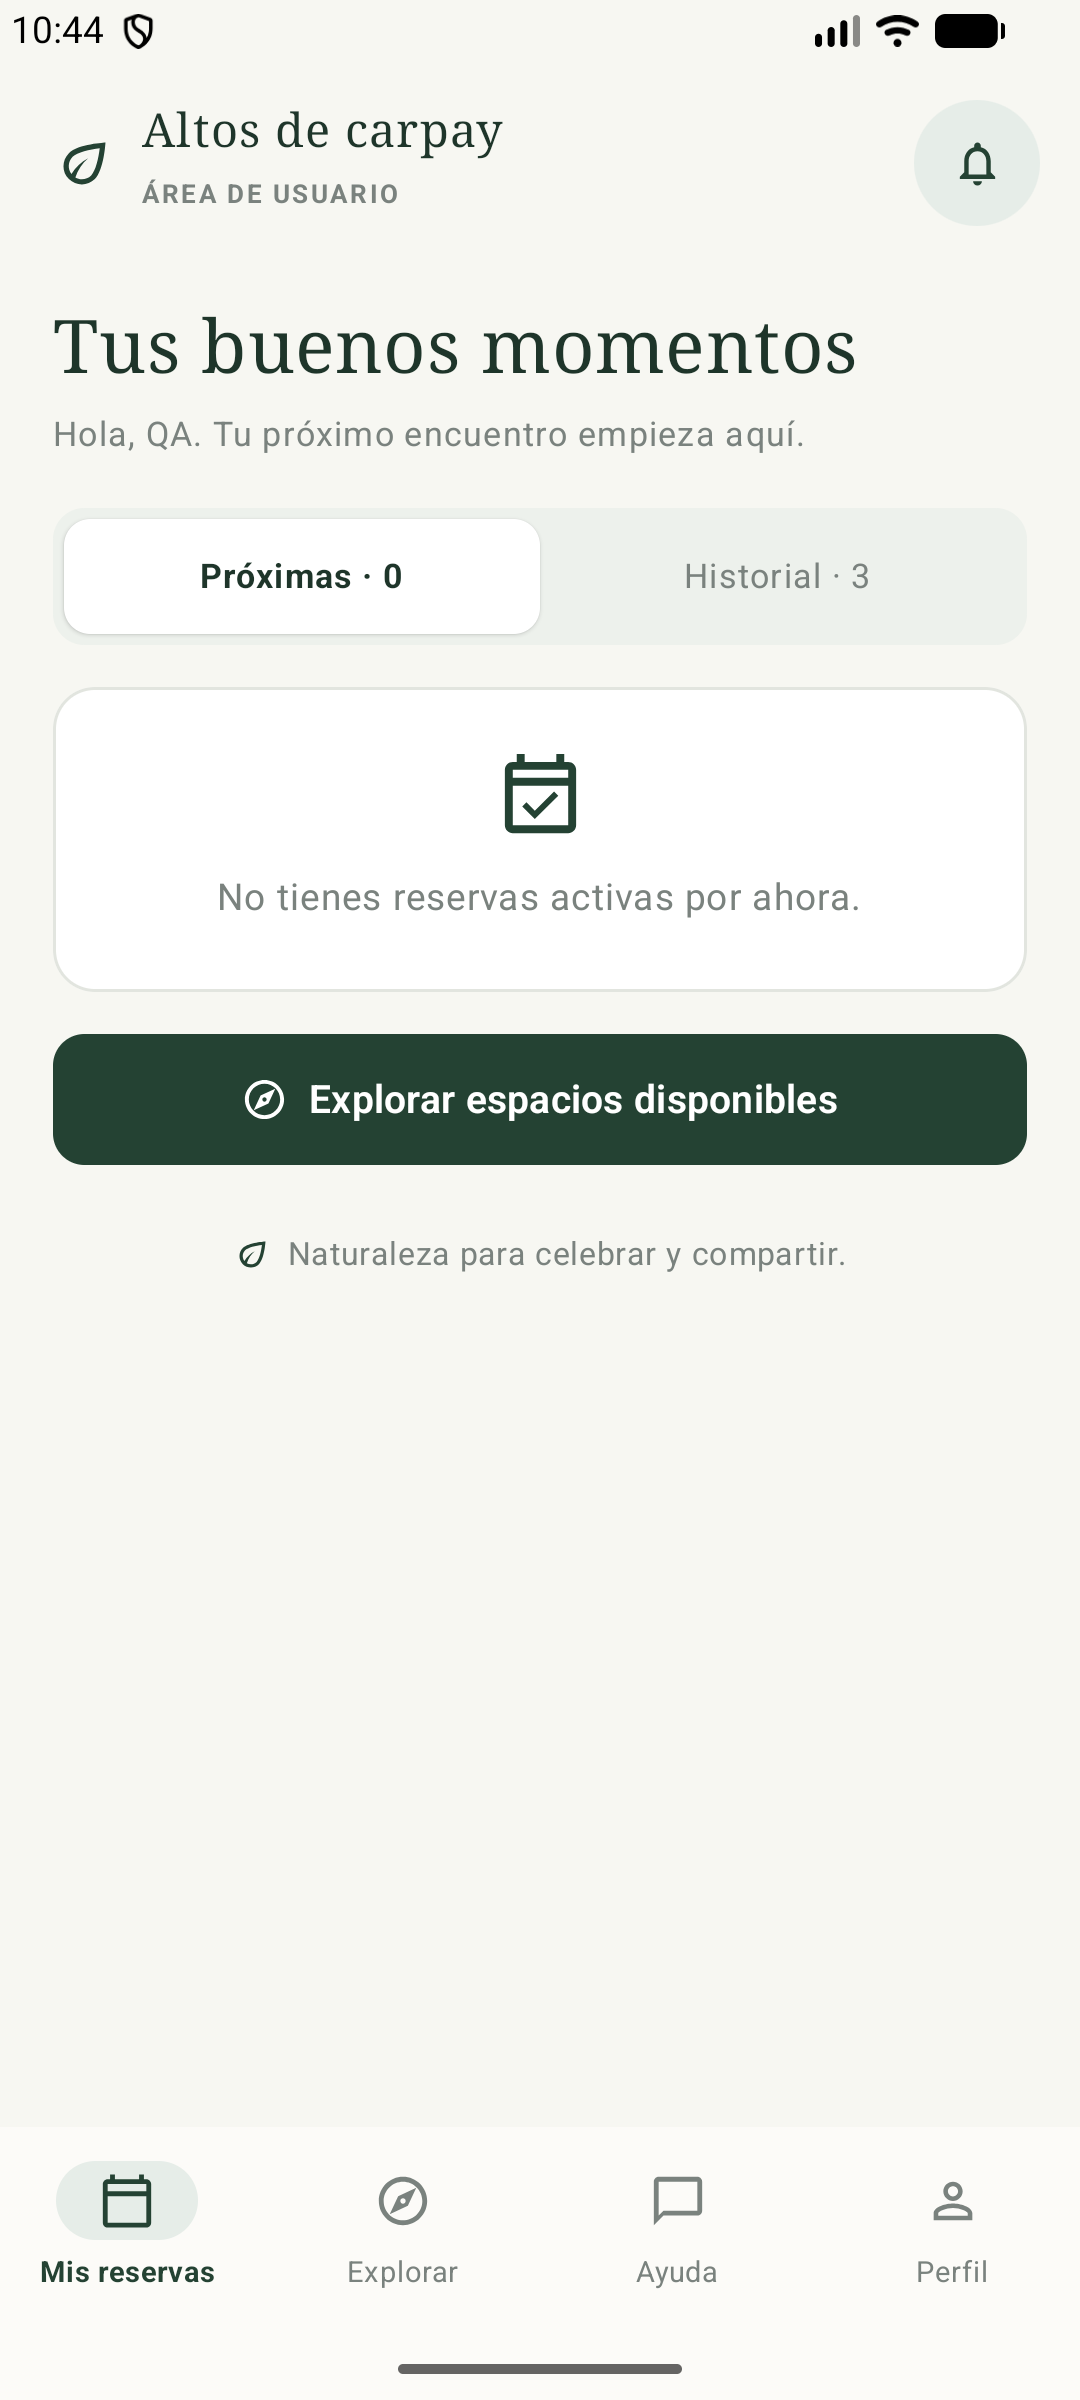 10:44
Altos de carpay
ÁREA DE USUARIO
Tus buenos momentos
Hola, QA. Tu próximo encuentro empieza aquí.
Próximas · 0
Historial · 3
No tienes reservas activas por ahora.
Explorar espacios disponibles
Naturaleza para celebrar y compartir.
Mis reservas
Explorar
Ayuda
Perfil